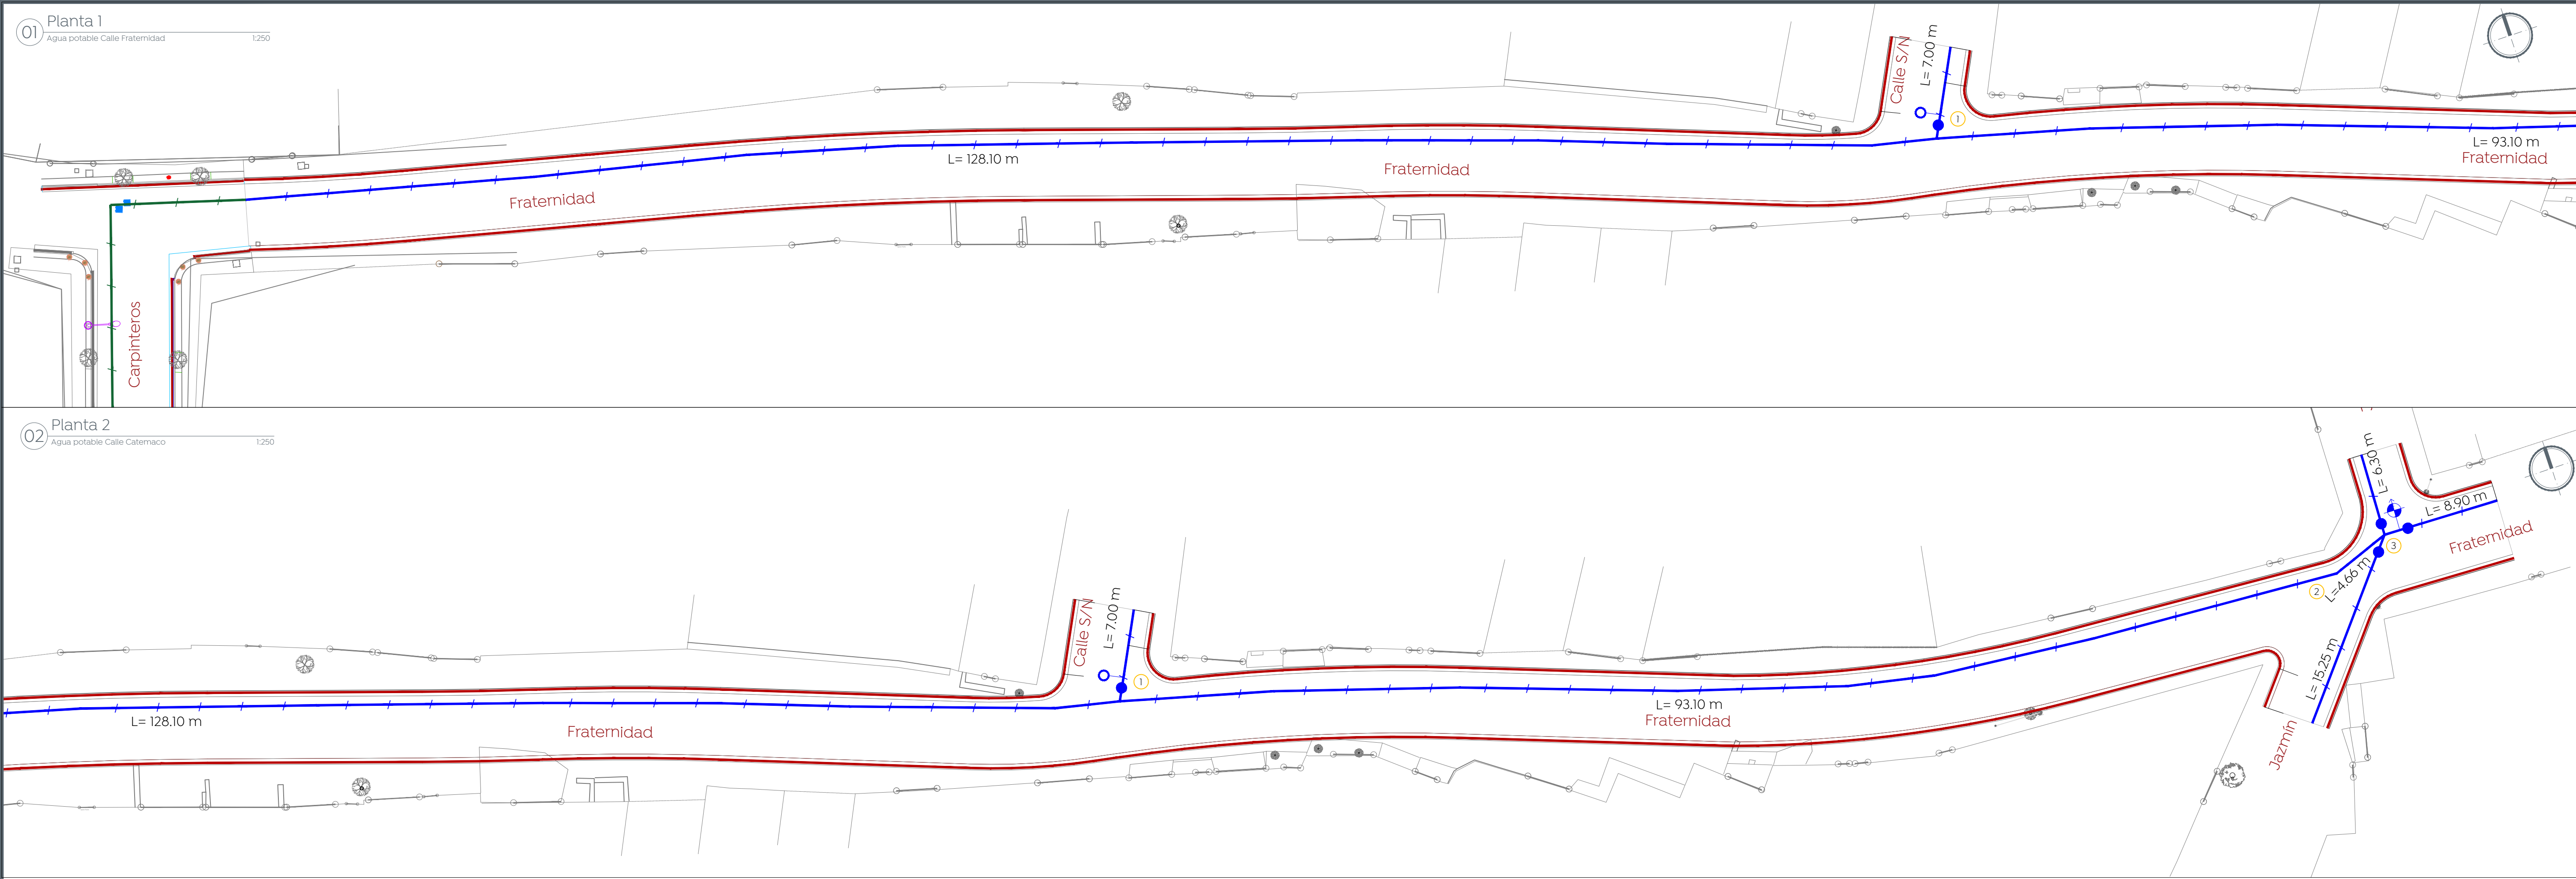 01
Planta 1
Agua potable Calle Fraternidad
1:250
L= 128.10 m
Fraternidad
Fraternidad
Carpinteros
Calle S/N
L= 7.00 m
1
L= 93.10 m
Fraternidad
02
Planta 2
Agua potable Calle Catemaco
1:250
L= 128.10 m
Fraternidad
Calle S/N
L= 7.00 m
1
L= 93.10 m
Fraternidad
L= 6.30 m
L= 8.90 m
Fraternidad
3
2
L=4.66 m
L= 15.25 m
Jazmín